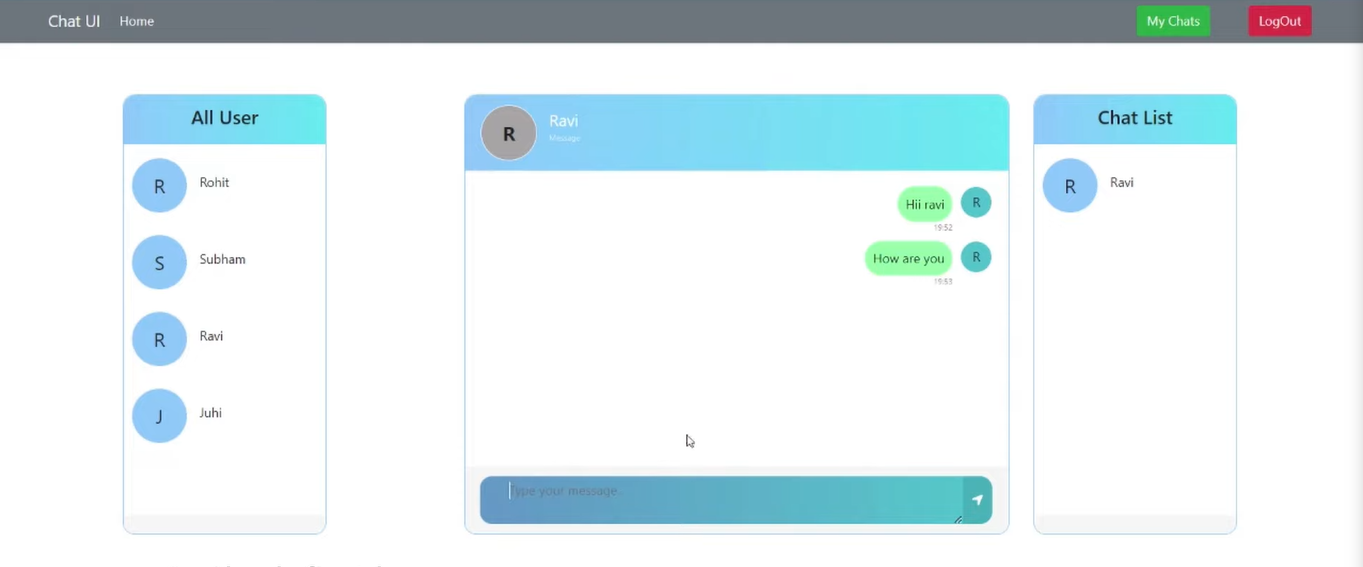 Chat UI Home My Chats LogOut
All User
R Rohit
S Subham
R Ravi
J Juhi
R Ravi
Message
Hii ravi R
19:52
How are you R
19:53
Type your message
Chat List
R Ravi